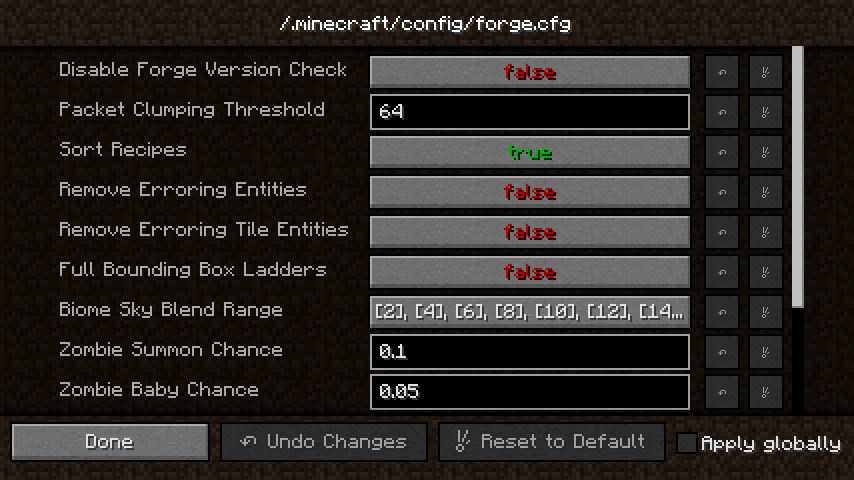 /.minecraft/config/forge.cfg
Disable Forge Version Check false
Packet Clumping Threshold 64
Sort Recipes true
Remove Erroring Entities false
Remove Erroring Tile Entities false
Full Bounding Box Ladders false
Biome Sky Blend Range [2], [4], [6], [8], [10], [12], [14...
Zombie Summon Chance 0.1
Zombie Baby Chance 0.05
Done Undo Changes Reset to Default Apply globally